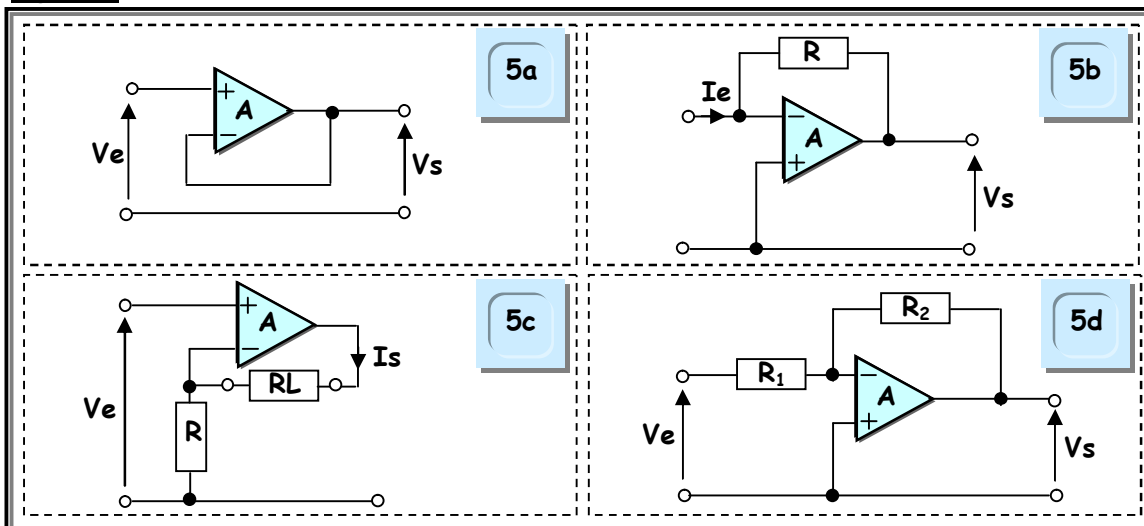 5a
+
A
−
Ve
Vs
5b
R
Ie
−
A
+
Vs
5c
+
A
−
Is
RL
Ve
R
5d
R₂
R₁
−
A
+
Ve
Vs